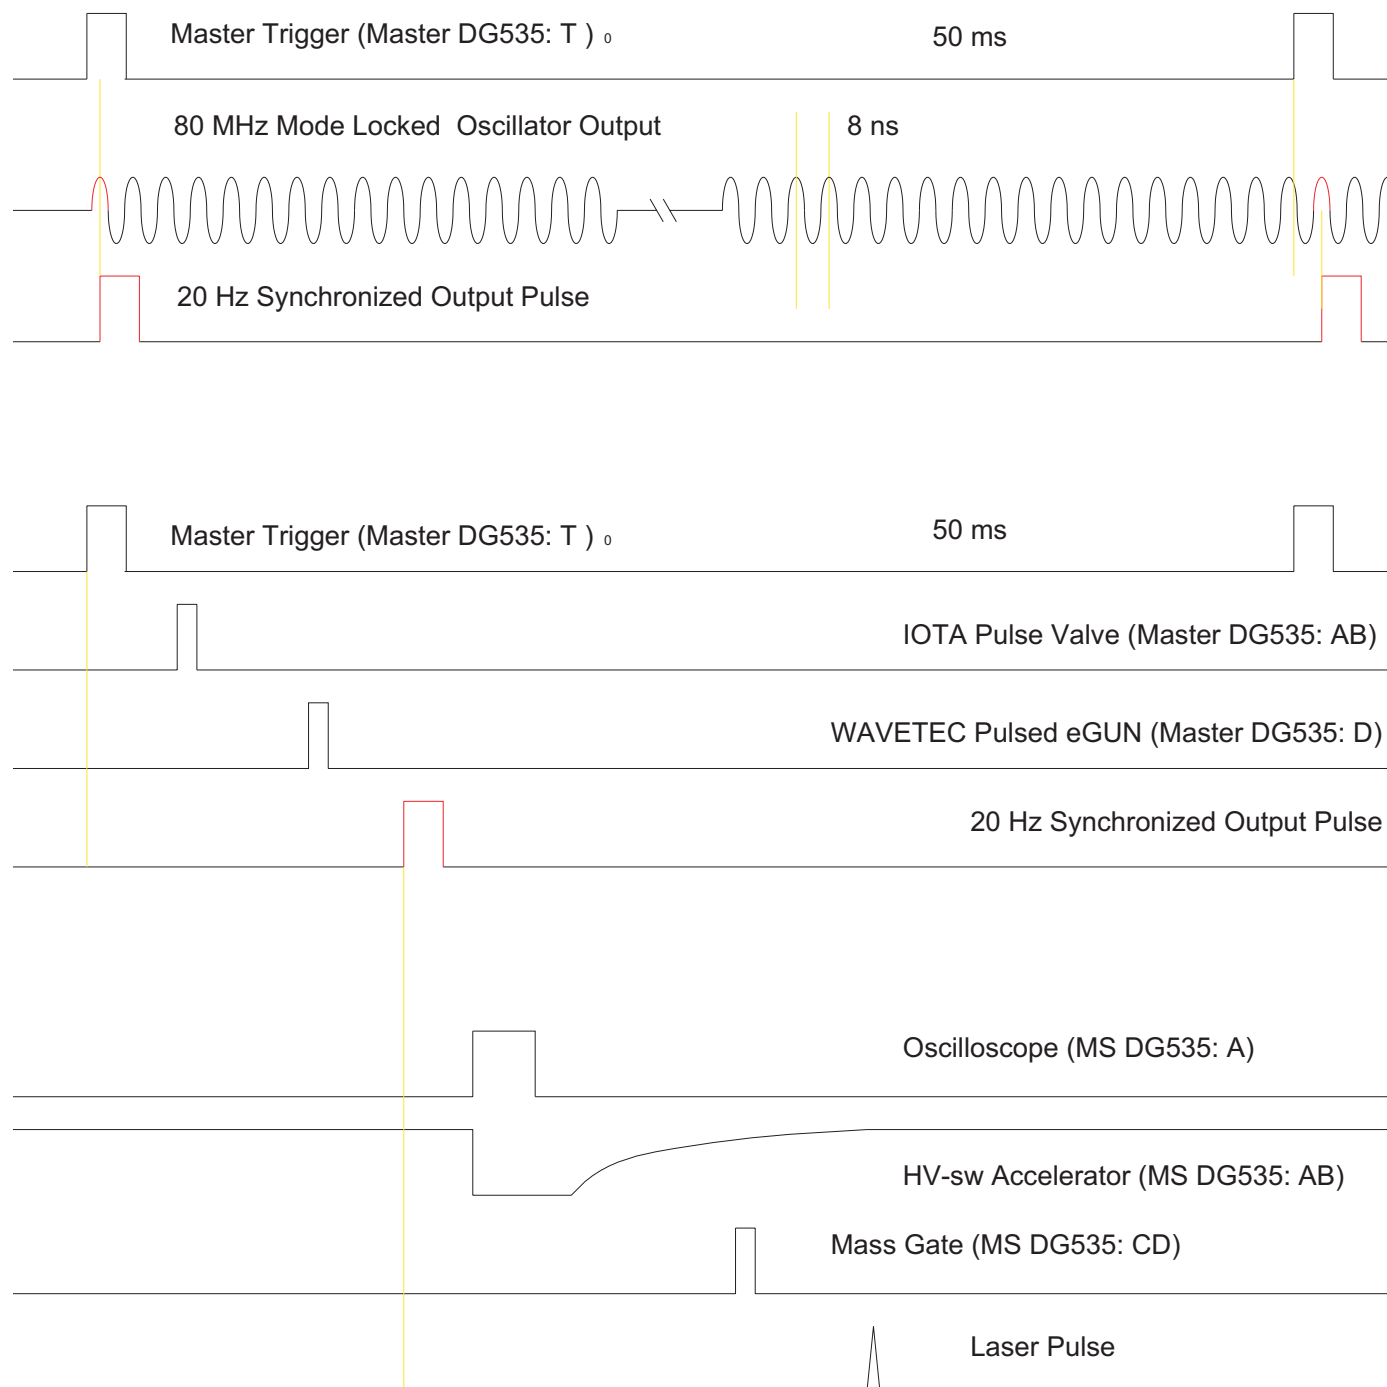 Master Trigger (Master DG535: T ) 0 50 ms
80 MHz Mode Locked Oscillator Output 8 ns
20 Hz Synchronized Output Pulse
Master Trigger (Master DG535: T ) 0 50 ms
IOTA Pulse Valve (Master DG535: AB)
WAVETEC Pulsed eGUN (Master DG535: D)
20 Hz Synchronized Output Pulse
Oscilloscope (MS DG535: A)
HV-sw Accelerator (MS DG535: AB)
Mass Gate (MS DG535: CD)
Laser Pulse